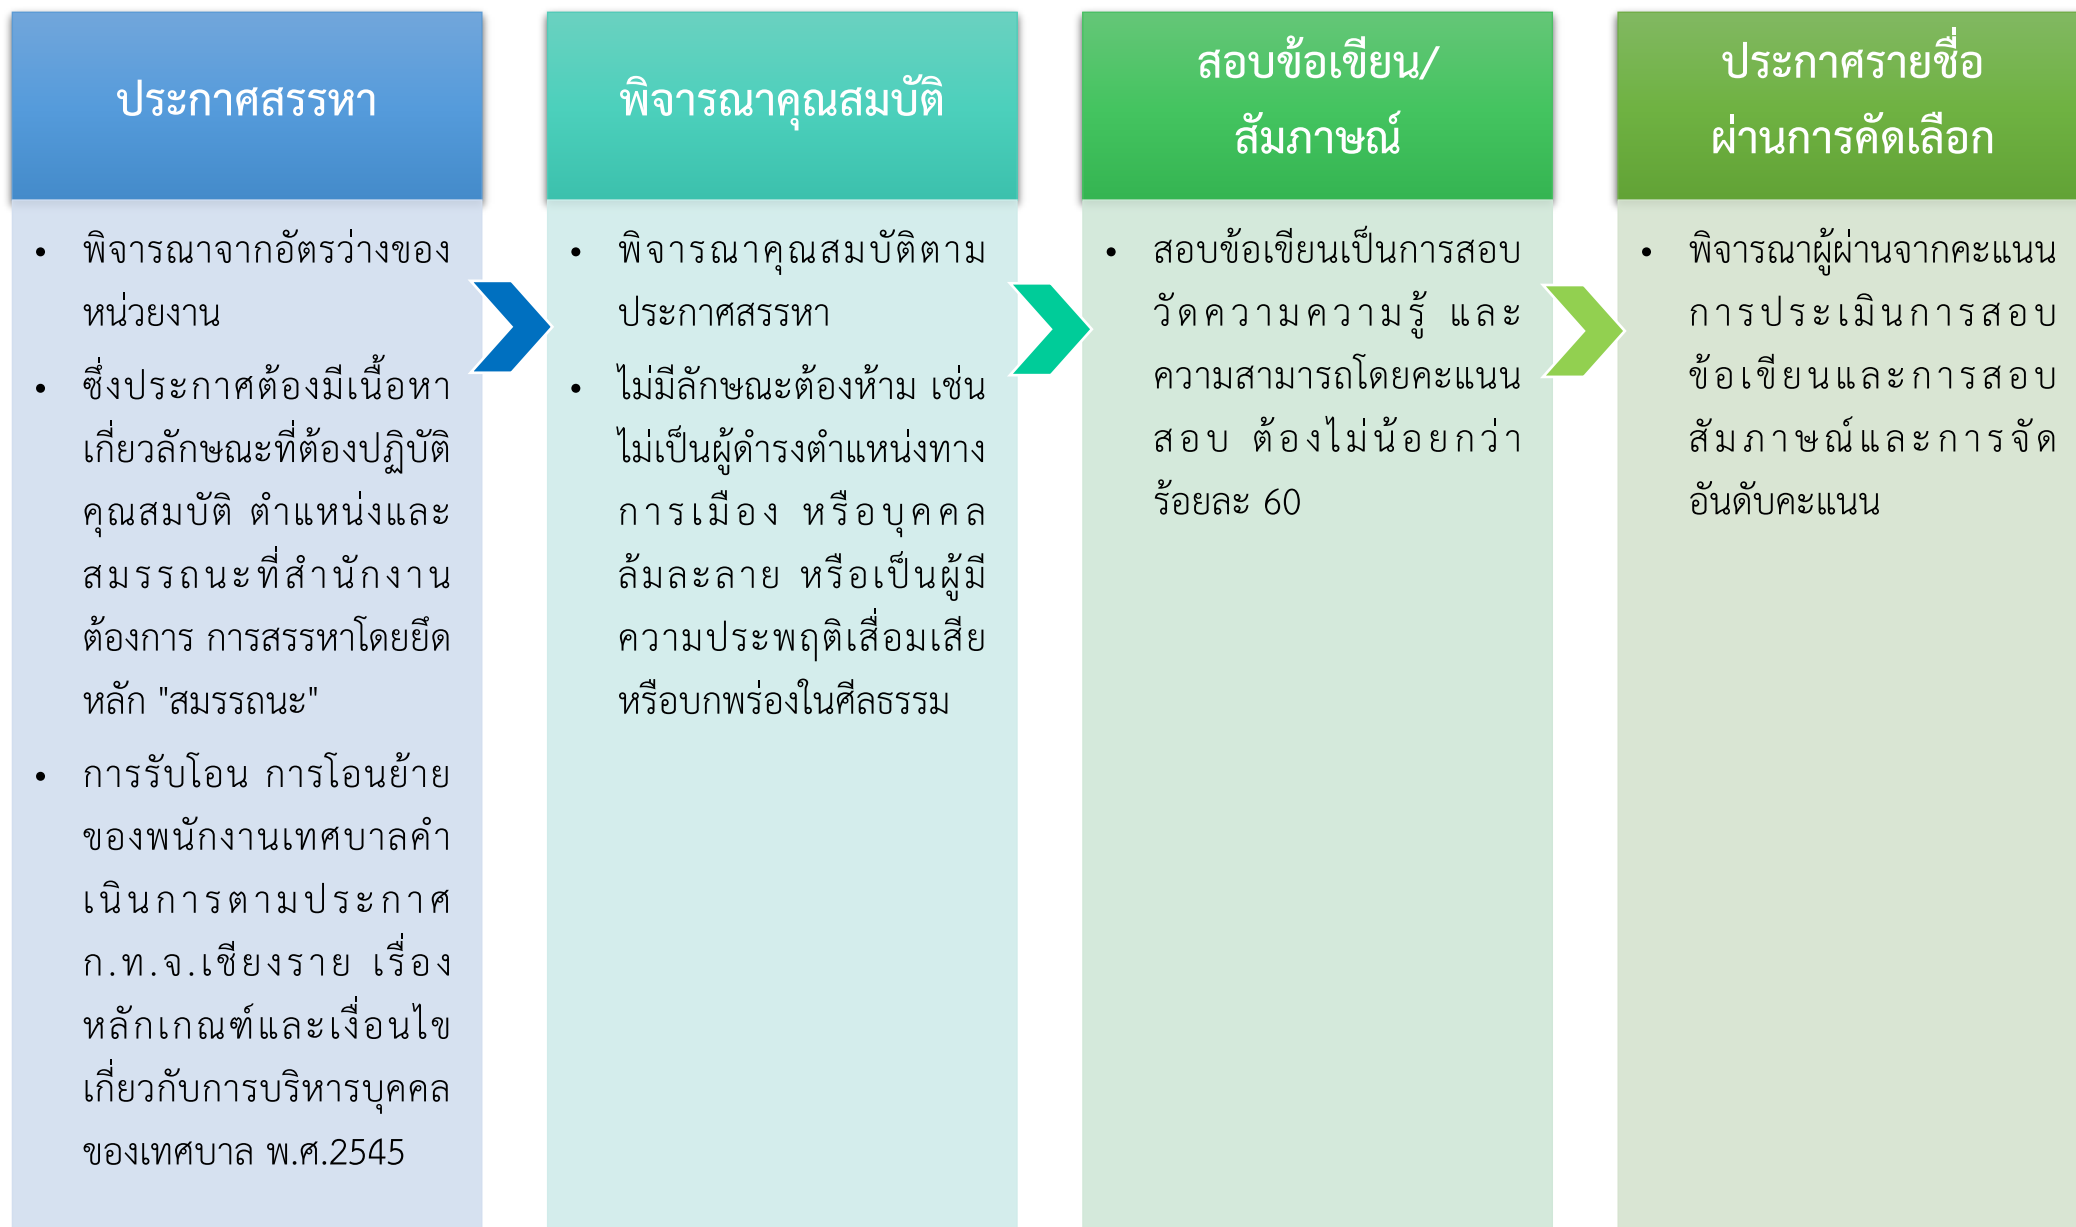 ประกาศสรรหา
• พิจารณาจากอัตรว่างของ
หน่วยงาน
• ซึ่งประกาศต้องมีเนื้อหา
เกี่ยวลักษณะที่ต้องปฏิบัติ
คุณสมบัติ ตำแหน่งและ
สมรรถนะที่สำนักงาน
ต้องการ การสรรหาโดยยึด
หลัก "สมรรถนะ"
• การรับโอน การโอนย้าย
ของพนักงานเทศบาลคำ
เนินการตามประกาศ
ก.ท.จ.เชียงราย เรื่อง
หลักเกณฑ์และเงื่อนไข
เกี่ยวกับการบริหารบุคคล
ของเทศบาล พ.ศ.2545
พิจารณาคุณสมบัติ
• พิจารณาคุณสมบัติตาม
ประกาศสรรหา
• ไม่มีลักษณะต้องห้าม เช่น
ไม่เป็นผู้ดำรงตำแหน่งทาง
การเมือง หรือบุคคล
ล้มละลาย หรือเป็นผู้มี
ความประพฤติเสื่อมเสีย
หรือบกพร่องในศีลธรรม
สอบข้อเขียน/
สัมภาษณ์
• สอบข้อเขียนเป็นการสอบ
วัดความความรู้ และ
ความสามารถโดยคะแนน
สอบ ต้องไม่น้อยกว่า
ร้อยละ 60
ประกาศรายชื่อ
ผ่านการคัดเลือก
• พิจารณาผู้ผ่านจากคะแนน
การประเมินการสอบ
ข้อเขียนและการสอบ
สัมภาษณ์และการจัด
อันดับคะแนน